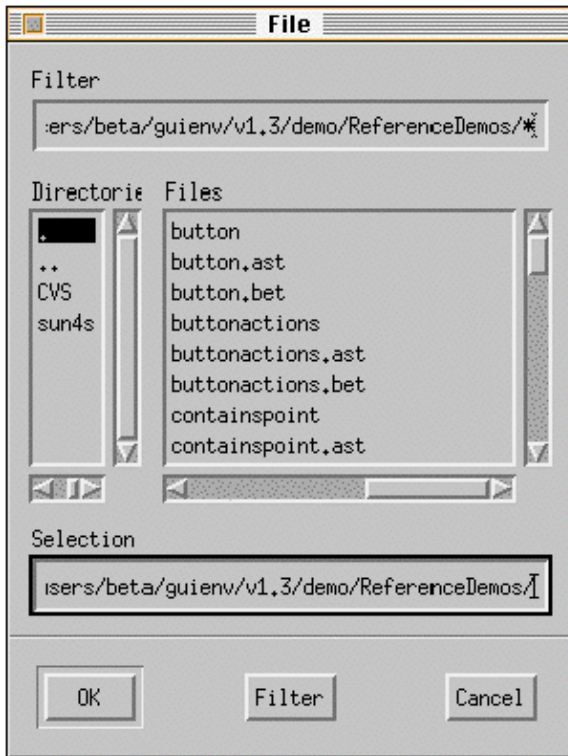 File
Filter
ers/beta/guienv/v1.3/demo/ReferenceDemos/*
Directorie Files
.
..
CVS
sun4s
button
button.ast
button.bet
buttonactions
buttonactions.ast
buttonactions.bet
containspoint
containspoint.ast
Selection
sers/beta/guienv/v1.3/demo/ReferenceDemos/
OK Filter Cancel